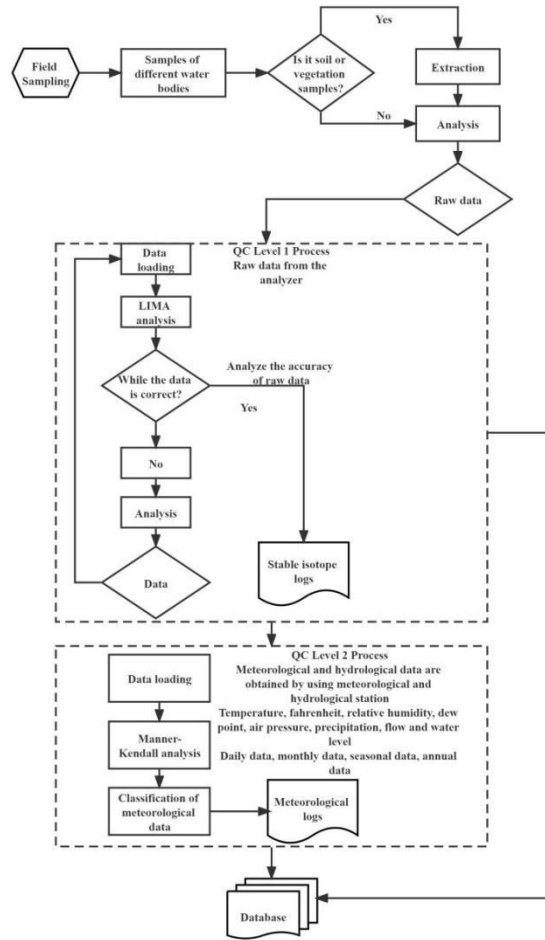 Yes
Field
Sampling
Samples of
different water
bodies
Is it soil or
vegetation
samples?
Extraction
No
Analysis
Raw data
QC Level 1 Process
Raw data from the
analyzer
Data
loading
LIMA
analysis
While the data
is correct?
Analyze the accuracy
of raw data
Yes
No
Analysis
Data
Stable isotope
logs
QC Level 2 Process
Meteorological and hydrological data are
obtained by using meteorological and
hydrological station
Temperature, fahrenheit, relative humidity, dew
point, air pressure, precipitation, flow and water
level
Daily data, monthly data, seasonal data, annual
data
Data loading
Manner-
Kendall analysis
Classification of
meteorological
data
Meteorological
logs
Database